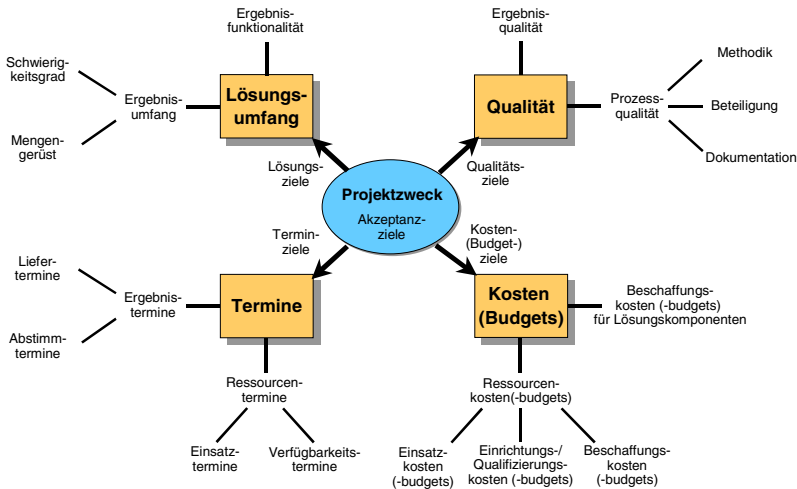 Ergebnis-
funktionalität
Ergebnis-
qualität
Schwierig-
keitsgrad
Ergebnis-
umfang
Mengen-
gerüst
Lösungs-
umfang
Qualität
Prozess-
qualität
Methodik
Beteiligung
Dokumentation
Lösungs-
ziele
Qualitäts-
ziele
Projektzweck
Akzeptanz-
ziele
Termin-
ziele
Kosten-
(Budget-)
ziele
Liefer-
termine
Ergebnis-
termine
Abstimm-
termine
Termine
Kosten
(Budgets)
Beschaffungs-
kosten (-budgets)
für Lösungskomponenten
Ressourcen-
termine
Einsatz-
termine
Verfügbarkeits-
termine
Ressourcen-
kosten(-budgets)
Einsatz-
kosten
(-budgets)
Einrichtungs-/
Qualifizierungs-
kosten (-budgets)
Beschaffungs-
kosten
(-budgets)